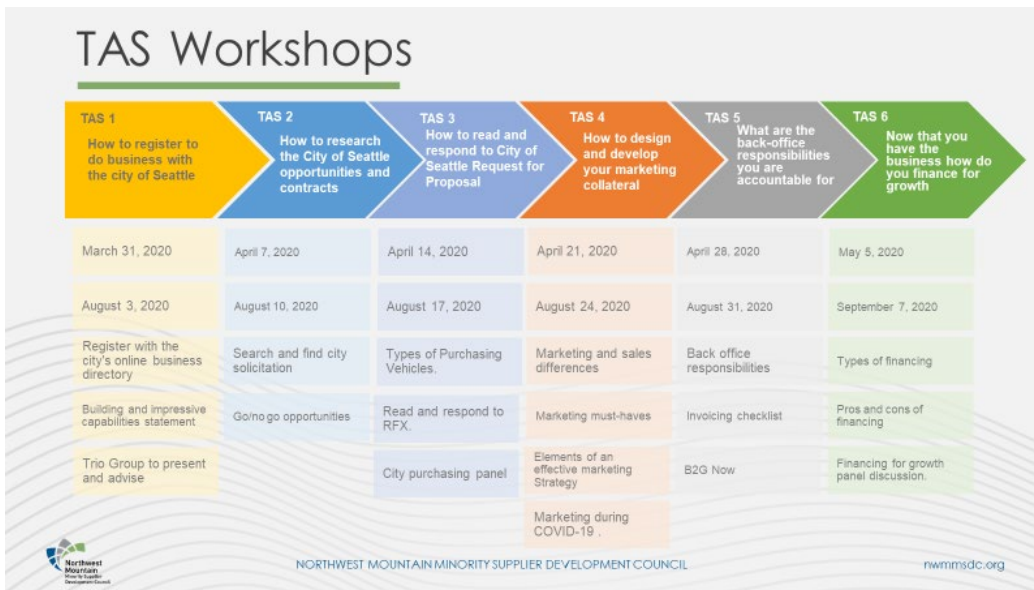 TAS Workshops
TAS 1
How to register to
do business with
the city of Seattle
TAS 2
How to research
the City of Seattle
opportunities and
contracts
TAS 3
How to read and
respond to City of
Seattle Request for
Proposal
TAS 4
How to design
and develop
your marketing
collateral
TAS 5
What are the
back-office
responsibilities
you are
accountable for
TAS 6
Now that you
have the
business how do
you finance for
growth
March 31, 2020
April 7, 2020
April 14, 2020
April 21, 2020
April 28, 2020
May 5, 2020
August 3, 2020
August 10, 2020
August 17, 2020
August 24, 2020
August 31, 2020
September 7, 2020
Register with the
city's online business
directory
Search and find city
solicitation
Types of Purchasing
Vehicles.
Marketing and sales
differences
Back office
responsibilities
Types of financing
Building and impressive
capabilities statement
Go/no go opportunities
Read and respond to
RFX.
Marketing must-haves
Invoicing checklist
Pros and cons of
financing
Trio Group to present
and advise
City purchasing panel
Elements of an
effective marketing
Strategy
B2G Now
Financing for growth
panel discussion.
Marketing during
COVID-19 .
Northwest
Mountain
Minority Supplier
Development Council
NORTHWEST MOUNTAIN MINORITY SUPPLIER DEVELOPMENT COUNCIL
nwmmsdc.org